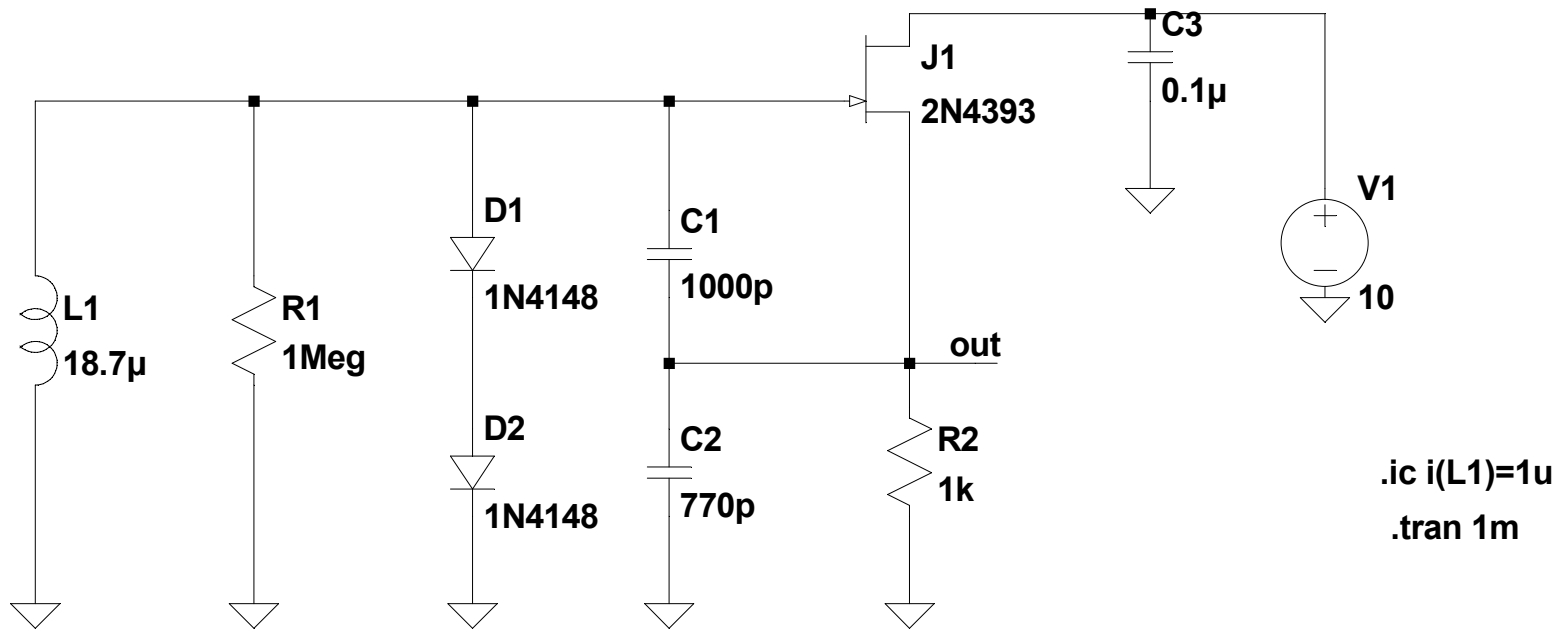 C3
0.1µ
J1
2N4393
V1
10
D1
1N4148
C1
1000p
L1
18.7µ
R1
1Meg
out
D2
1N4148
C2
770p
R2
1k
.ic i(L1)=1u
.tran 1m